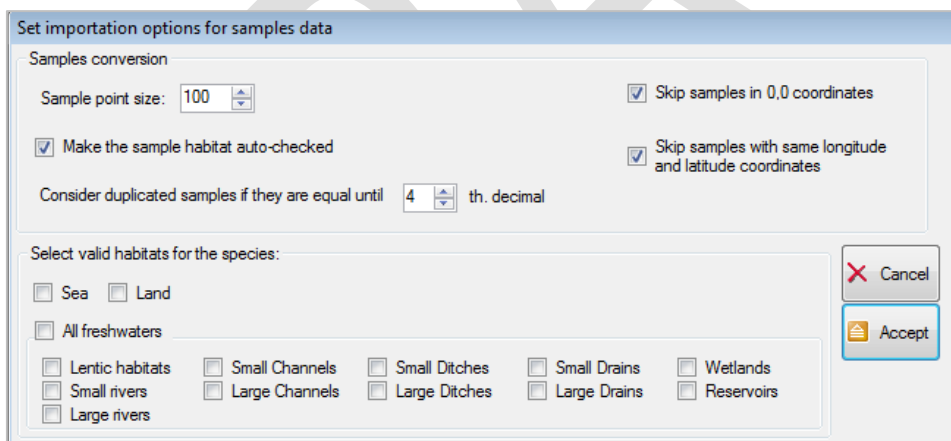 Set importation options for samples data
Samples conversion
Sample point size: 100
Skip samples in 0,0 coordinates
Make the sample habitat auto-checked
Skip samples with same longitude
and latitude coordinates
Consider duplicated samples if they are equal until 4 th. decimal
Select valid habitats for the species:
Cancel
Sea Land
All freshwaters
Accept
Lentic habitats Small Channels Small Ditches Small Drains Wetlands
Small rivers Large Channels Large Ditches Large Drains Reservoirs
Large rivers